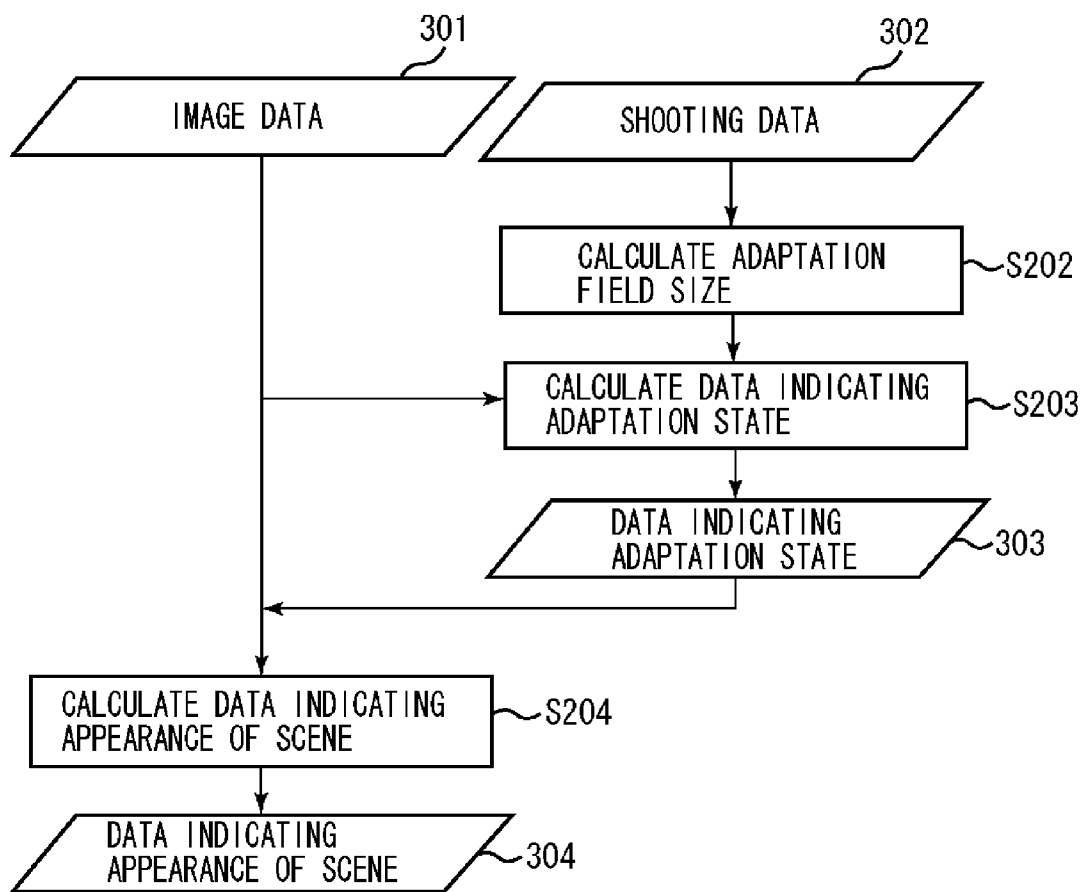 301
302
IMAGE DATA
SHOOTING DATA
CALCULATE ADAPTATION
FIELD SIZE
S202
CALCULATE DATA INDICATING
ADAPTATION STATE
S203
DATA INDICATING
ADAPTATION STATE
303
CALCULATE DATA INDICATING
APPEARANCE OF SCENE
S204
DATA INDICATING
APPEARANCE OF SCENE
304